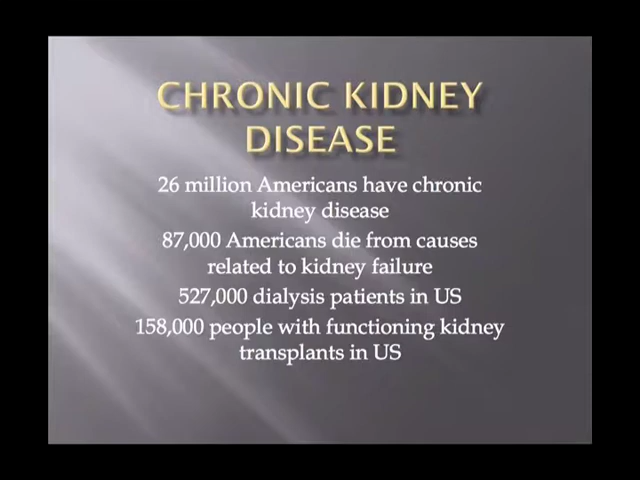 CHRONIC KIDNEY
DISEASE
26 million Americans have chronic
kidney disease
87,000 Americans die from causes
related to kidney failure
527,000 dialysis patients in US
158,000 people with functioning kidney
transplants in US